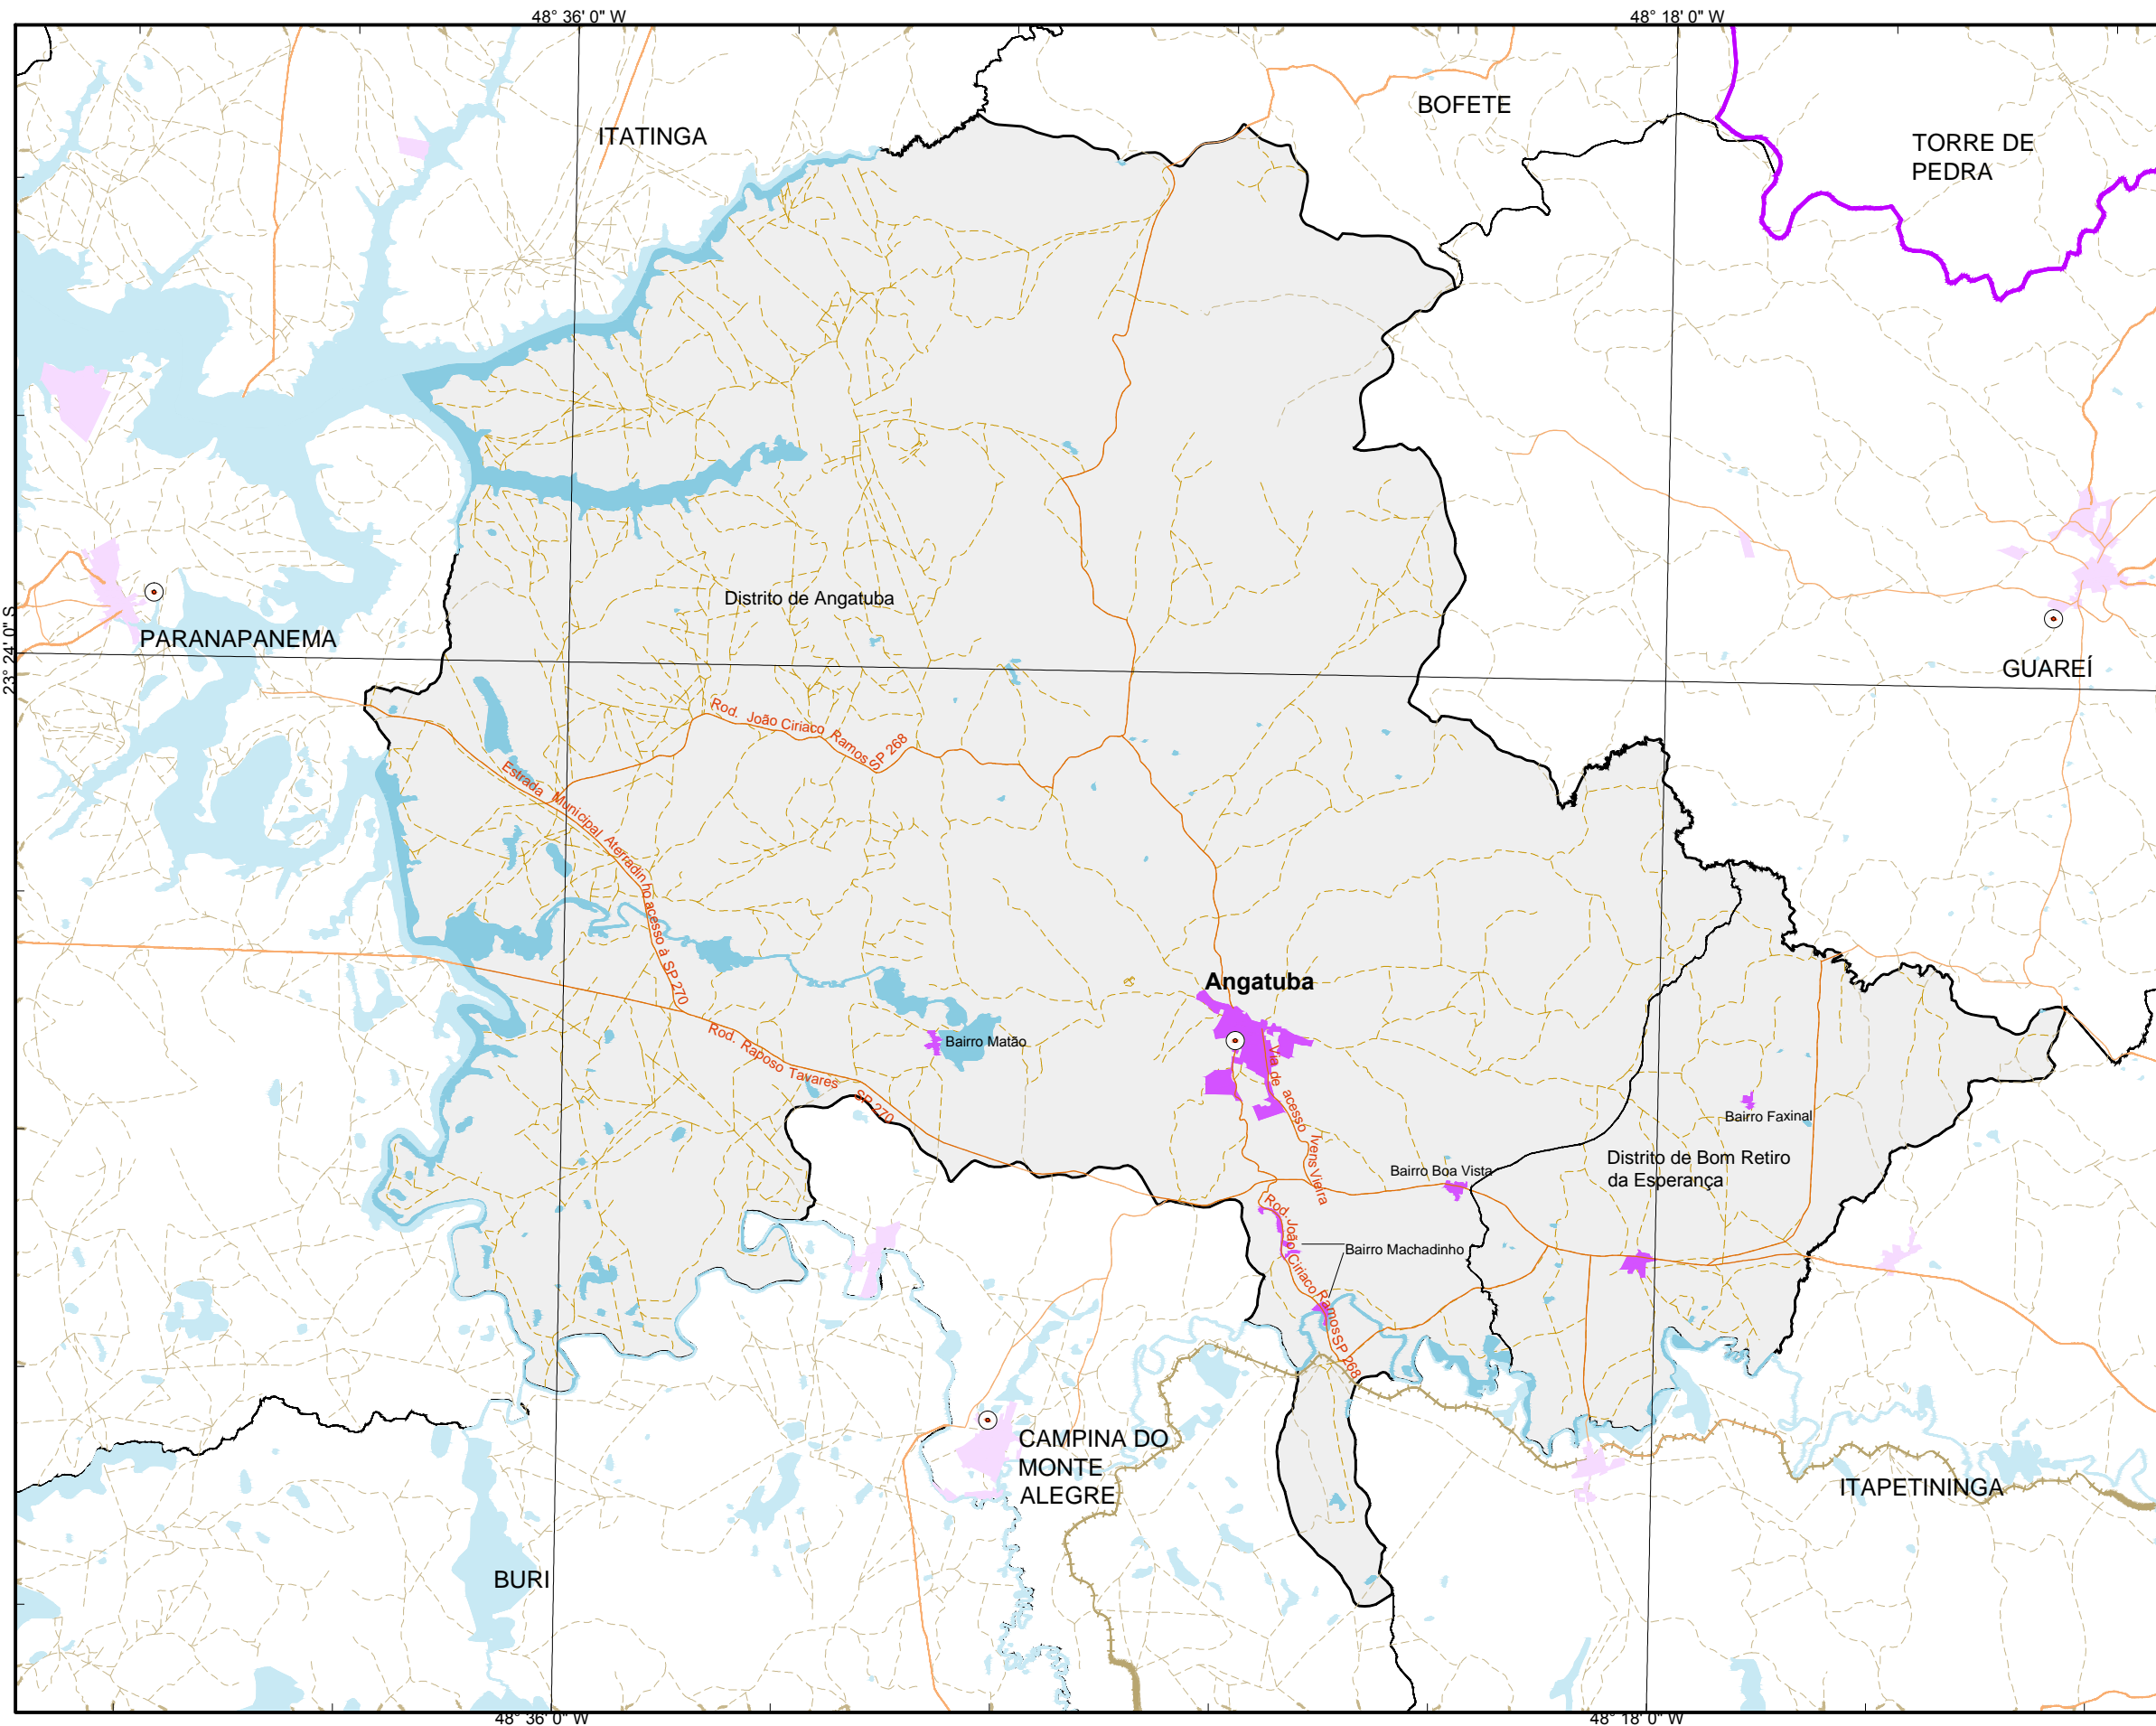 48° 36' 0" W
48° 18' 0" W
BOFETE
ITATINGA
TORRE DE
PEDRA
Distrito de Angatuba
23° 24' 0" S
PARANAPANEMA
GUAREÍ
Rod. João Ciriaco Ramos SP 268
Estrada Municipal Aterradinho acesso à SP 270
Angatuba
Rod. Raposo Tavares
SP 270
Bairro Matão
Via de acesso Ivens Vieira
Bairro Faxinal
Distrito de Bom Retiro
da Esperança
Bairro Boa Vista
Rod. João Ciriaco Ramos SP 268
Bairro Machadinho
CAMPINA DO
MONTE
ALEGRE
ITAPETININGA
BURI
48° 36' 0" W
48° 18' 0" W